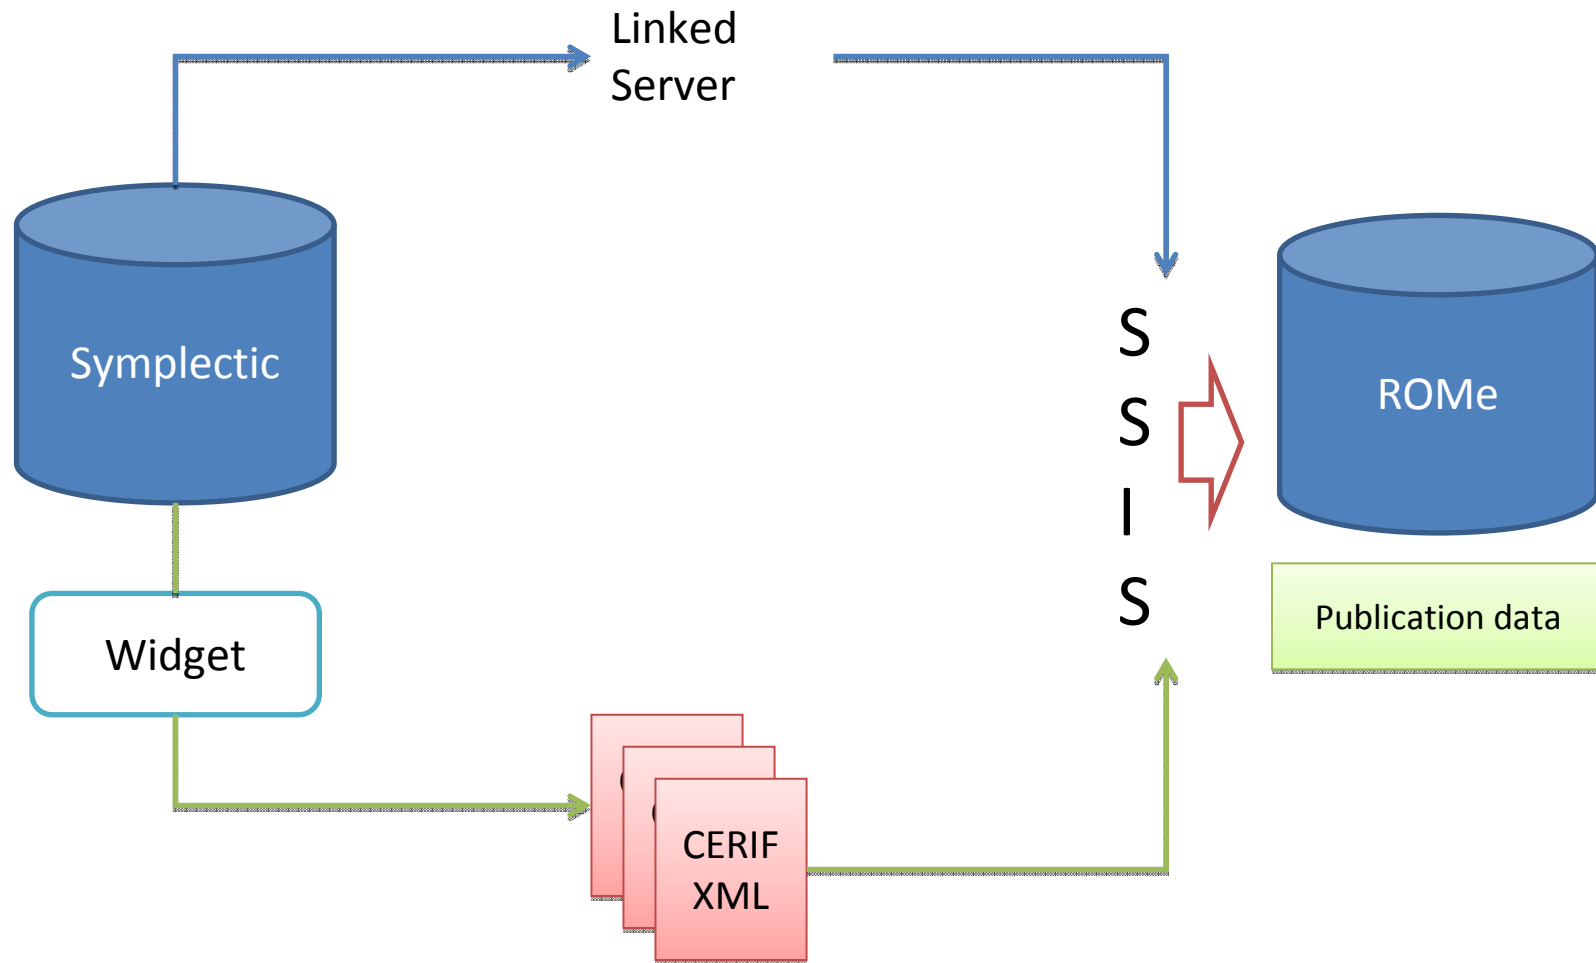 Linked
Server
Symplectic
S
S
I
S
ROMe
Publication data
Widget
CERIF
XML